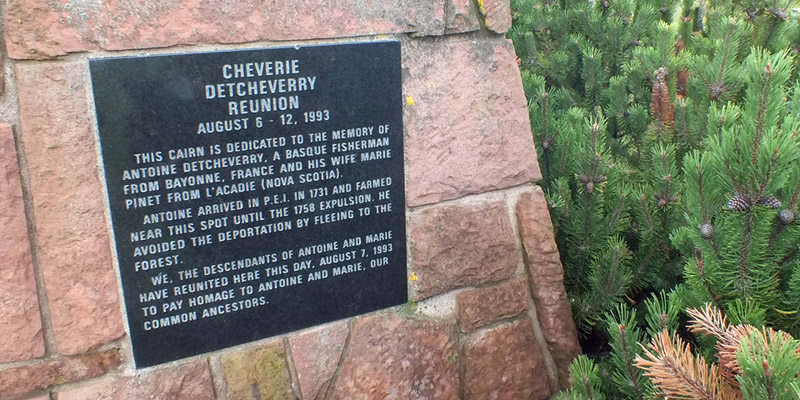 CHEVERIE
DETCHEVERRY
REUNION
AUGUST 6 - 12, 1993
THIS CAIRN IS DEDICATED TO THE MEMORY OF
ANTOINE DETCHEVERRY, A BASQUE FISHERMAN
FROM BAYONNE, FRANCE AND HIS WIFE MARIE
PINET FROM L'ACADIE (NOVA SCOTIA).
ANTOINE ARRIVED IN P.E.I. IN 1731 AND FARMED
NEAR THIS SPOT UNTIL THE 1758 EXPULSION. HE
AVOIDED THE DEPORTATION BY FLEEING TO THE
FOREST.
WE, THE DESCENDANTS OF ANTOINE AND MARIE
HAVE REUNITED HERE THIS DAY, AUGUST 7, 1993
TO PAY HOMAGE TO ANTOINE AND MARIE, OUR
COMMON ANCESTORS.